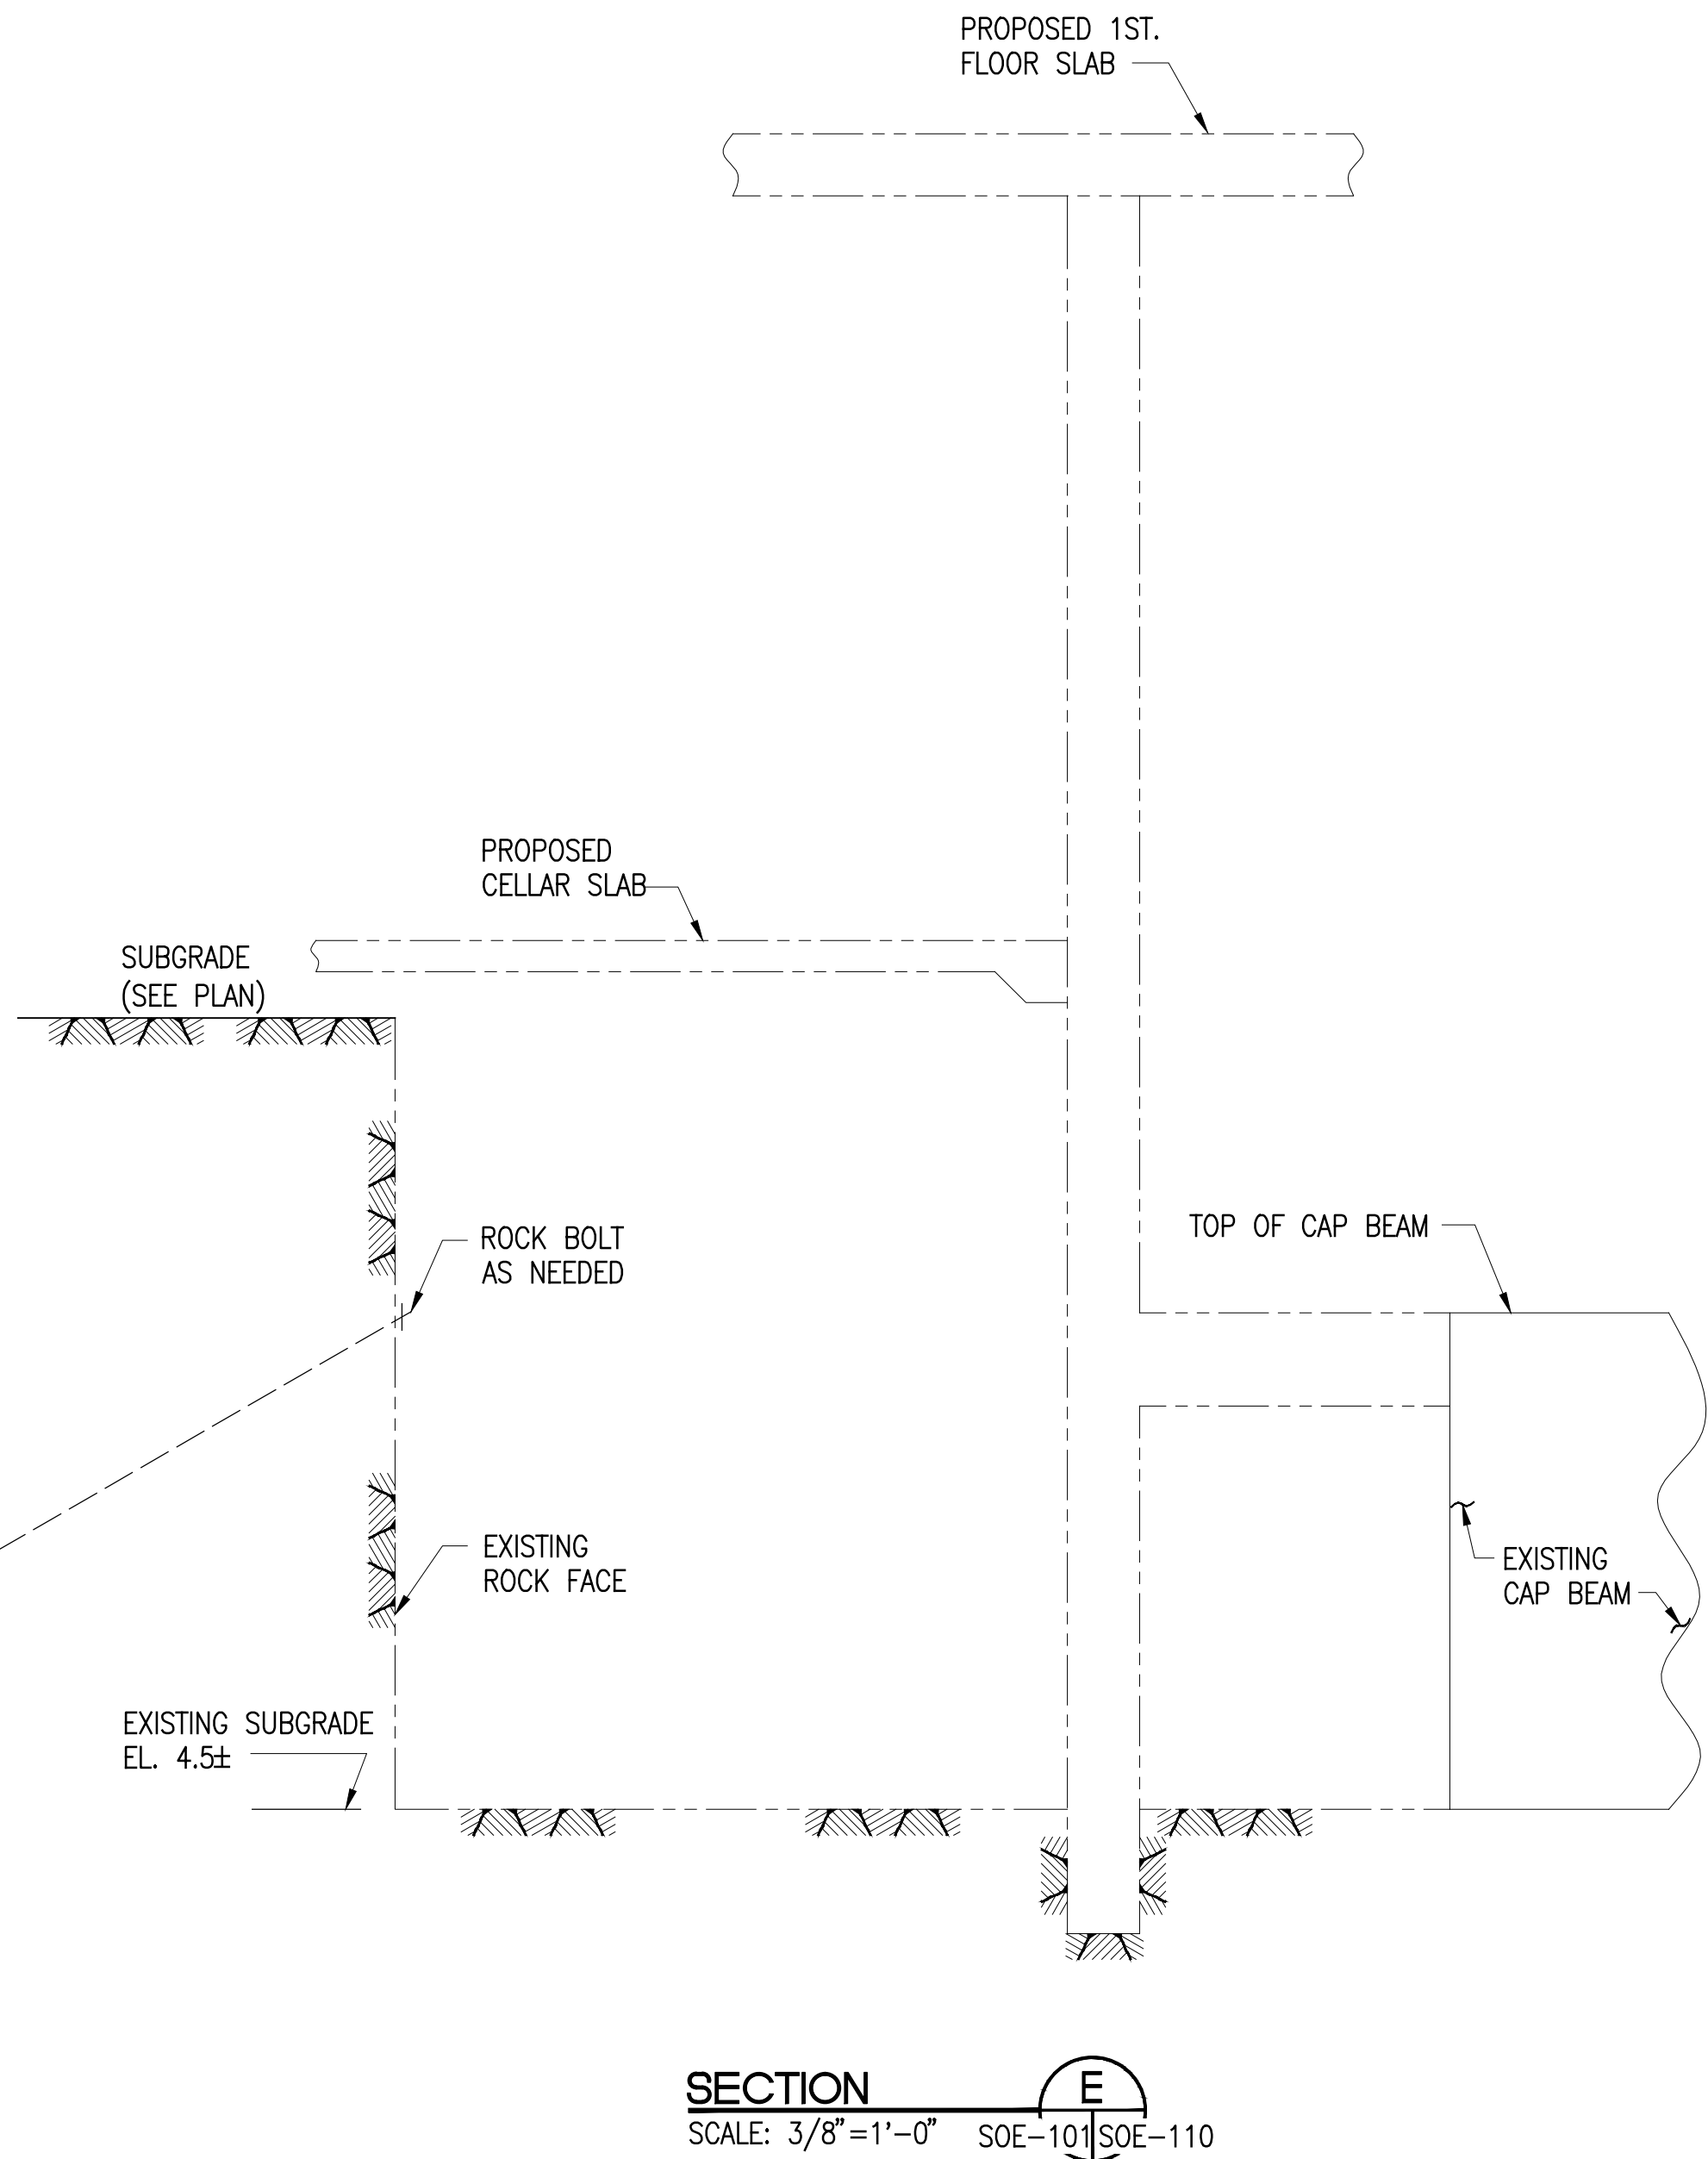 PROPOSED 1ST.
FLOOR SLAB
PROPOSED
CELLAR SLAB
SUBGRADE
(SEE PLAN)
ROCK BOLT
AS NEEDED
TOP OF CAP BEAM
EXISTING
ROCK FACE
EXISTING
CAP BEAM
EXISTING SUBGRADE
EL. 4.5±
SECTION
E
SCALE: 3/8"=1'-0"
SOE-101
SOE-110